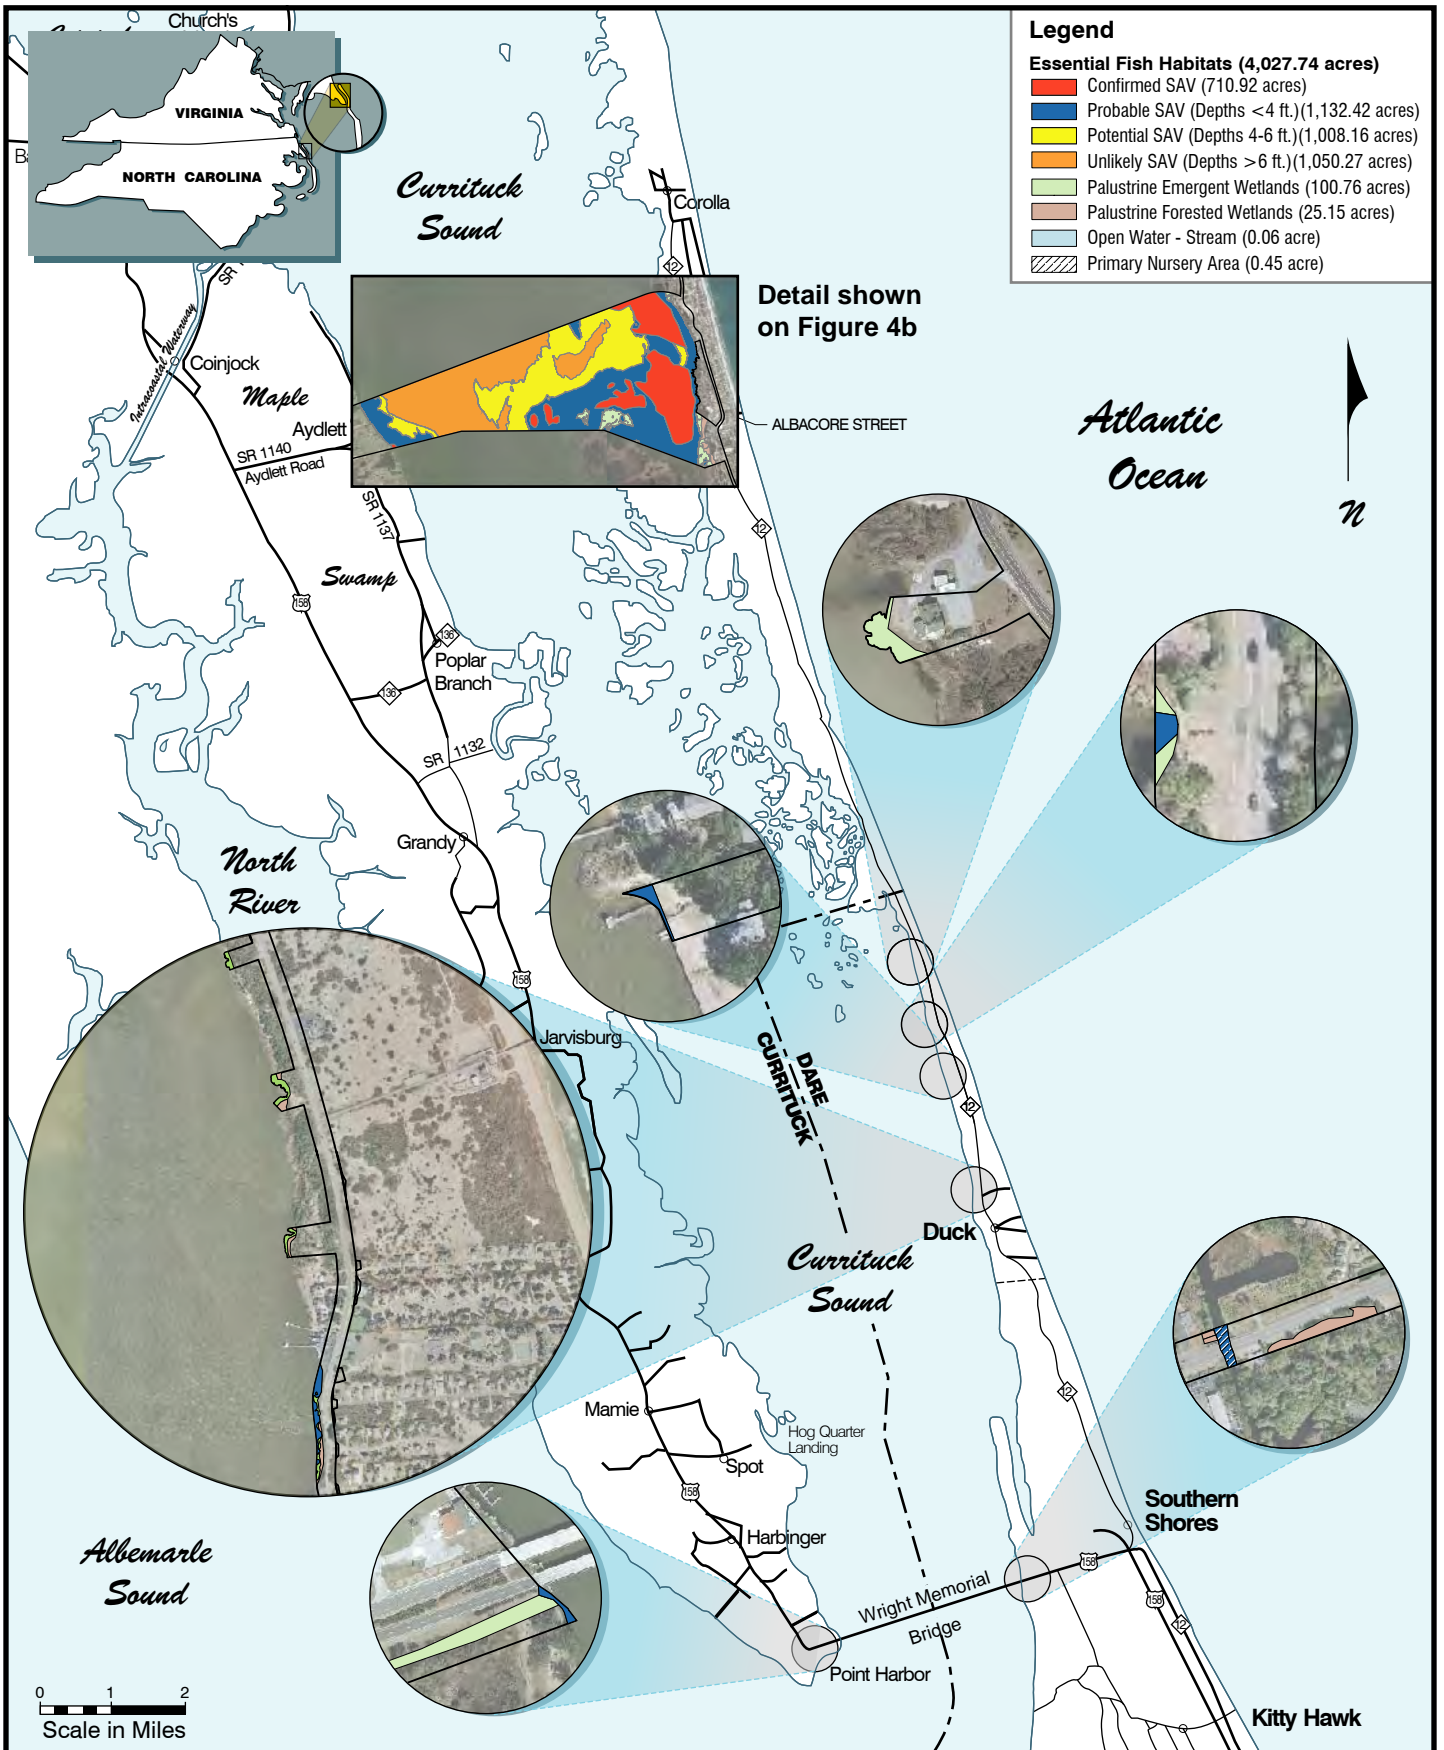 Church's
VIRGINIA
NORTH CAROLINA
Legend
Essential Fish Habitats (4,027.74 acres)
Confirmed SAV (710.92 acres)
Probable SAV (Depths <4 ft.)(1,132.42 acres)
Potential SAV (Depths 4-6 ft.)(1,008.16 acres)
Unlikely SAV (Depths >6 ft.)(1,050.27 acres)
Palustrine Emergent Wetlands (100.76 acres)
Palustrine Forested Wetlands (25.15 acres)
Open Water - Stream (0.06 acre)
Primary Nursery Area (0.45 acre)
Currituck
Sound
Corolla
12
SR 1
Detail shown
on Figure 4b
Intracoastal Waterway
Coinjock
Maple
Aydlett
SR 1140
Aydlett Road
ALBACORE STREET
Atlantic
Ocean
N
SR 1137
12
Swamp
158
136
Poplar
Branch
136
SR 1132
Grandy
North
River
158
Jarvisburg
DARE
CURRITUCK
12
Duck
Currituck
Sound
12
Mamie
Hog Quarter
Landing
Spot
158
Southern
Shores
Harbinger
Albemarle
Sound
158
Wright Memorial
Bridge
158
12
Point Harbor
Kitty Hawk
0 1 2
Scale in Miles